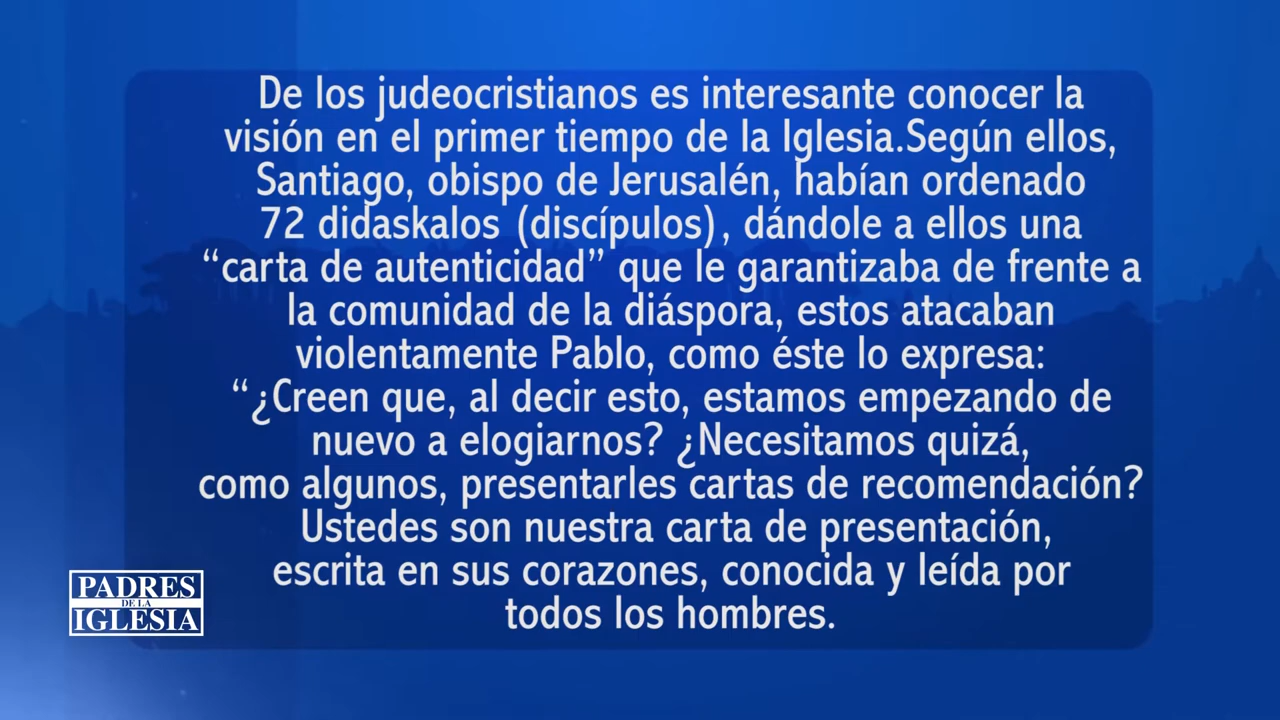 De los judeocristianos es interesante conocer la
visión en el primer tiempo de la Iglesia.Según ellos,
Santiago, obispo de Jerusalén, habían ordenado
72 didaskalos (discípulos), dándole a ellos una
“carta de autenticidad” que le garantizaba de frente a
la comunidad de la diáspora, estos atacaban
violentamente Pablo, como éste lo expresa:
“¿Creen que, al decir esto, estamos empezando de
nuevo a elogiarnos? ¿Necesitamos quizá,
como algunos, presentarles cartas de recomendación?
Ustedes son nuestra carta de presentación,
escrita en sus corazones, conocida y leída por
todos los hombres.
PADRES
DE LA
IGLESIA